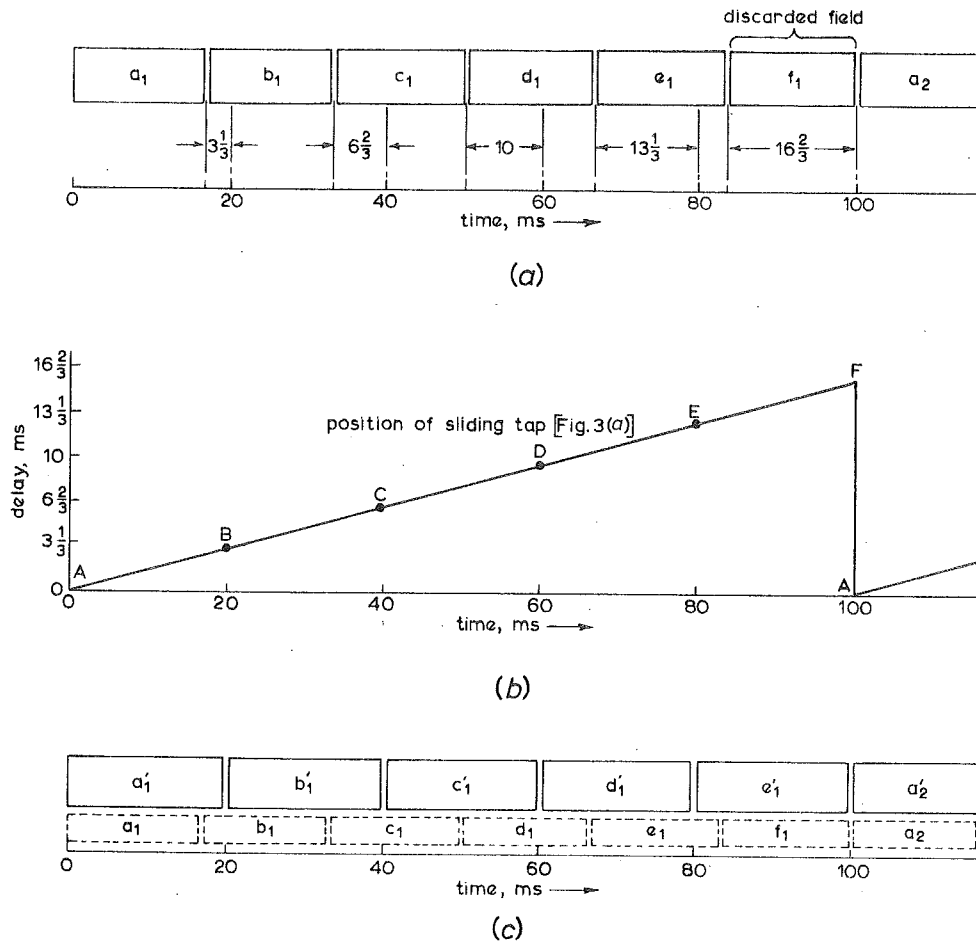 discarded field
a₁ b₁ c₁ d₁ e₁ f₁ a₂
3 1/3 6 2/3 10 13 1/3 16 2/3
0 20 40 60 80 100
time, ms
(a)
delay, ms
16 2/3
13 1/3
10
6 2/3
3 1/3
0
position of sliding tap [Fig.3(a)]
A B C D E F A
0 20 40 60 80 100
time, ms
(b)
a′₁ b′₁ c′₁ d′₁ e′₁ a′₂
a₁ b₁ c₁ d₁ e₁ f₁ a₂
0 20 40 60 80 100
time, ms
(c)